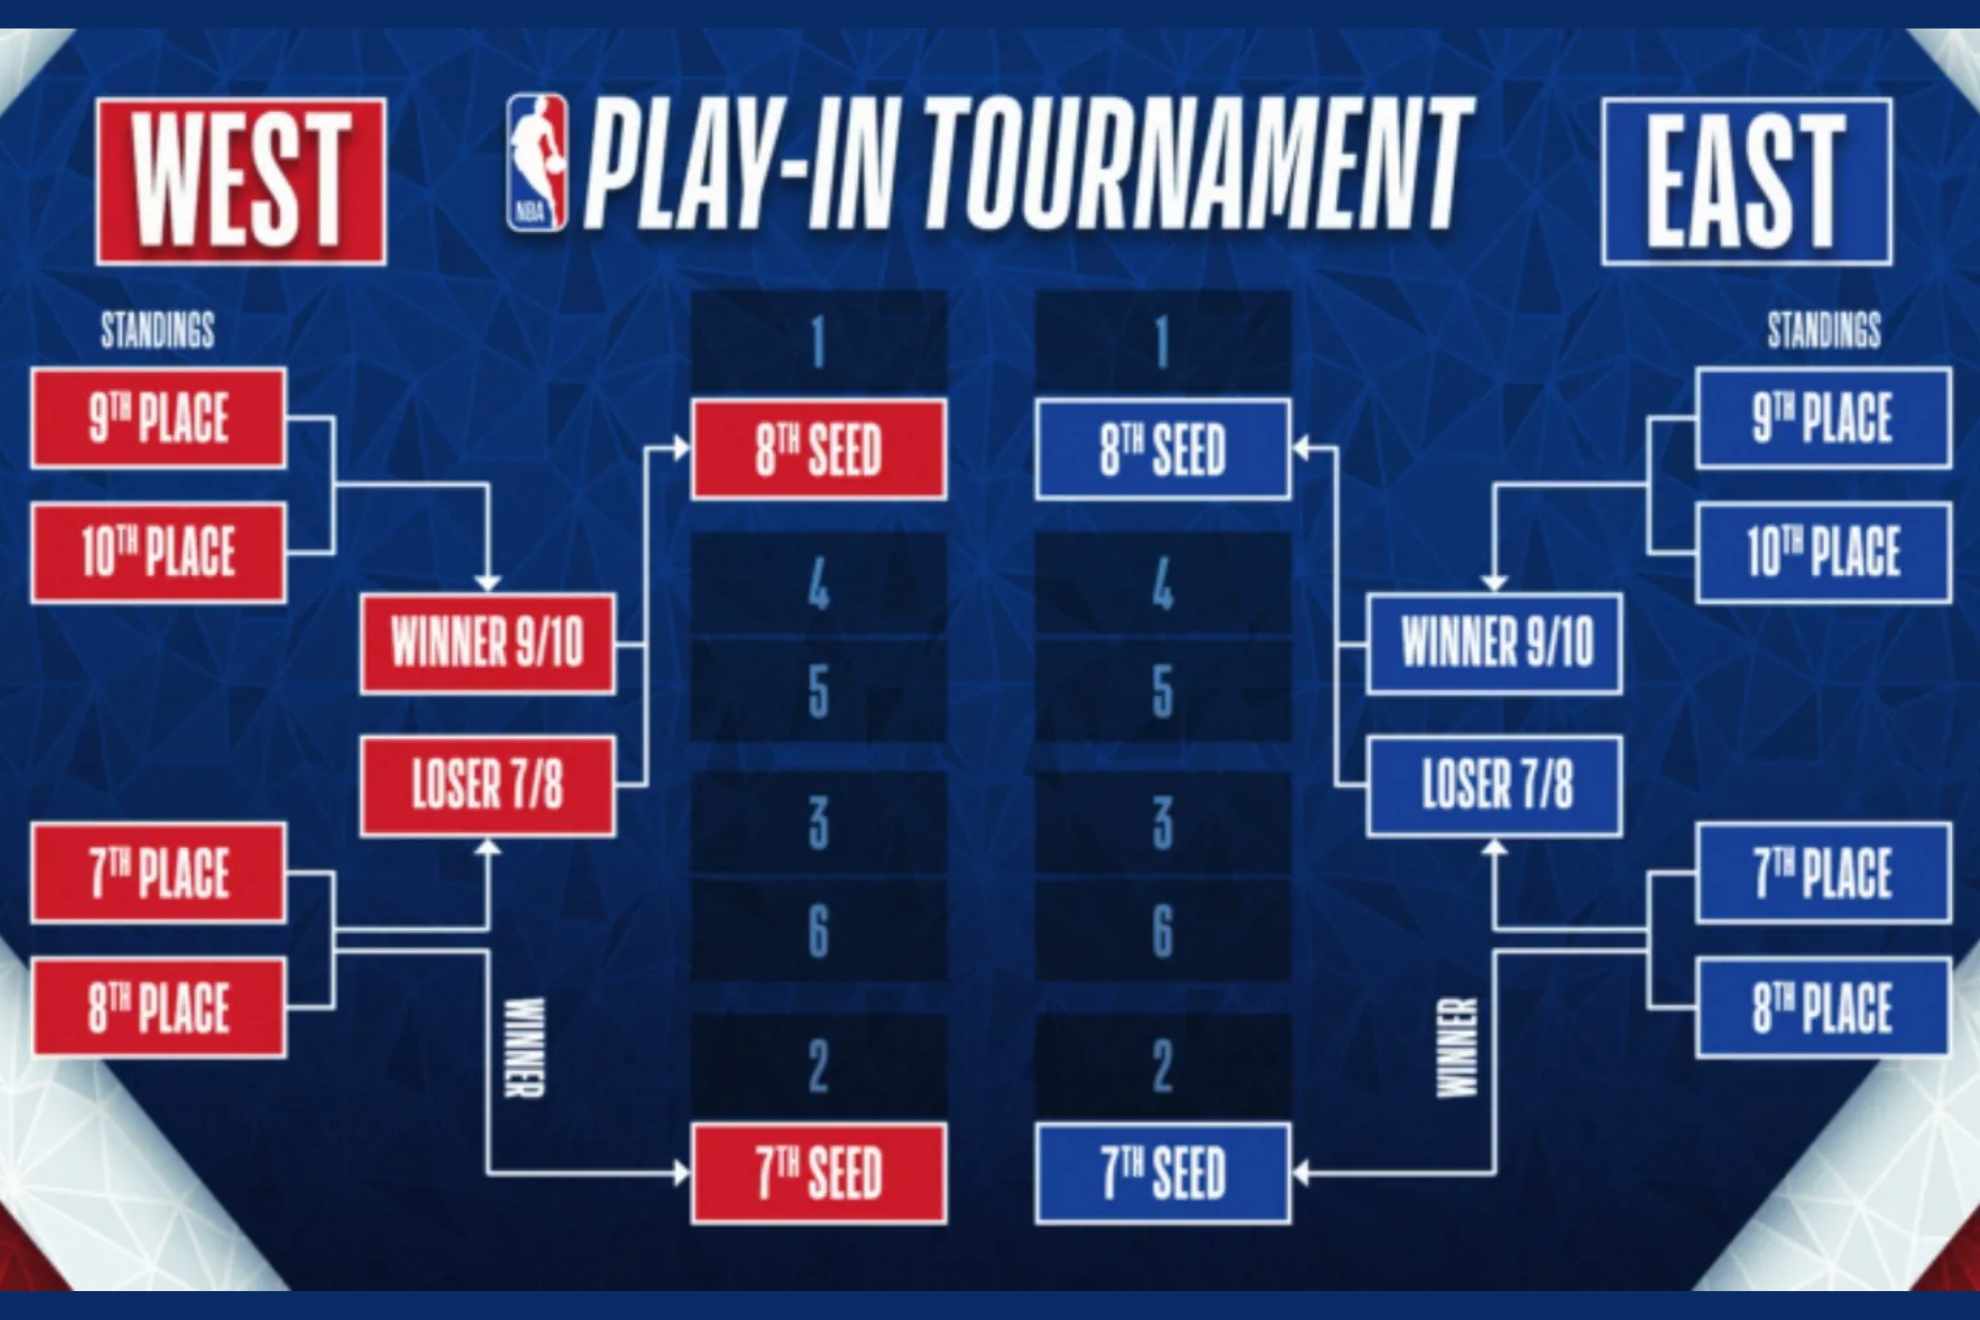 WEST
NBA
PLAY-IN TOURNAMENT
EAST
STANDINGS
9TH PLACE
10TH PLACE
WINNER 9/10
LOSER 7/8
7TH PLACE
8TH PLACE
WINNER
1
8TH SEED
4
5
3
6
2
7TH SEED
1
8TH SEED
4
5
3
6
2
7TH SEED
STANDINGS
9TH PLACE
10TH PLACE
WINNER 9/10
LOSER 7/8
7TH PLACE
8TH PLACE
WINNER